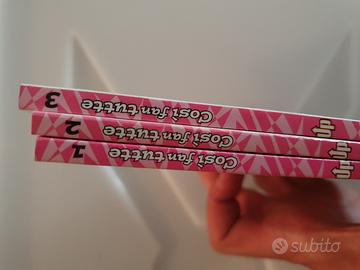 Così fan tutte 3
Così fan tutte 2
Così fan tutte 1
subito